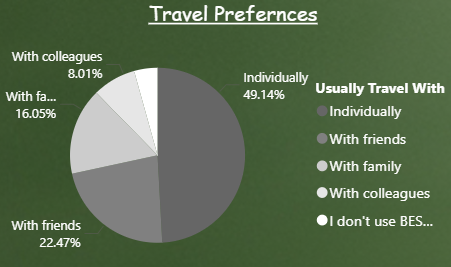 Travel Prefernces
With colleagues
8.01%
With fa...
16.05%
With friends
22.47%
Individually
49.14%
Usually Travel With
Individually
With friends
With family
With colleagues
I don't use BES...